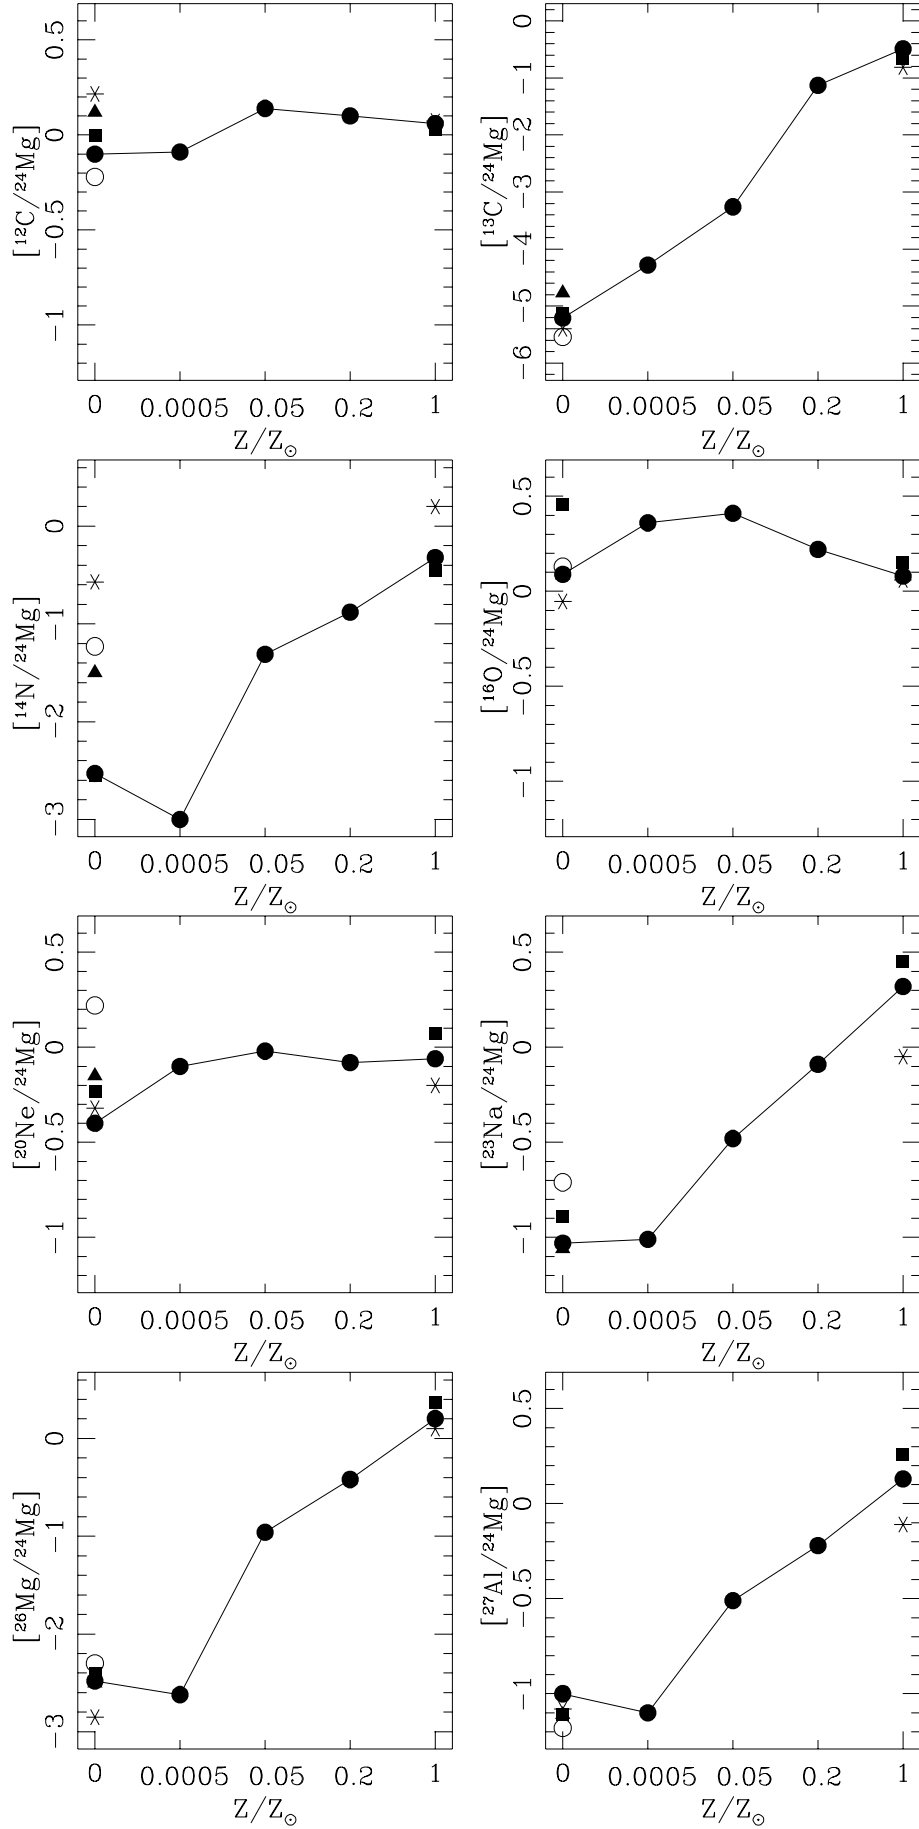 [¹²C/²⁴Mg]
0.5
0
−0.5
−1
0 0.0005 0.05 0.2 1
Z/Z☉
[¹³C/²⁴Mg]
0
−1
−2
−3
−4
−5
−6
0 0.0005 0.05 0.2 1
Z/Z☉
[¹⁴N/²⁴Mg]
0
−1
−2
−3
0 0.0005 0.05 0.2 1
Z/Z☉
[¹⁶O/²⁴Mg]
0.5
0
−0.5
−1
0 0.0005 0.05 0.2 1
Z/Z☉
[²⁰Ne/²⁴Mg]
0.5
0
−0.5
−1
0 0.0005 0.05 0.2 1
Z/Z☉
[²³Na/²⁴Mg]
0.5
0
−0.5
−1
0 0.0005 0.05 0.2 1
Z/Z☉
[²⁶Mg/²⁴Mg]
0
−1
−2
−3
0 0.0005 0.05 0.2 1
Z/Z☉
[²⁷Al/²⁴Mg]
0.5
0
−0.5
−1
0 0.0005 0.05 0.2 1
Z/Z☉